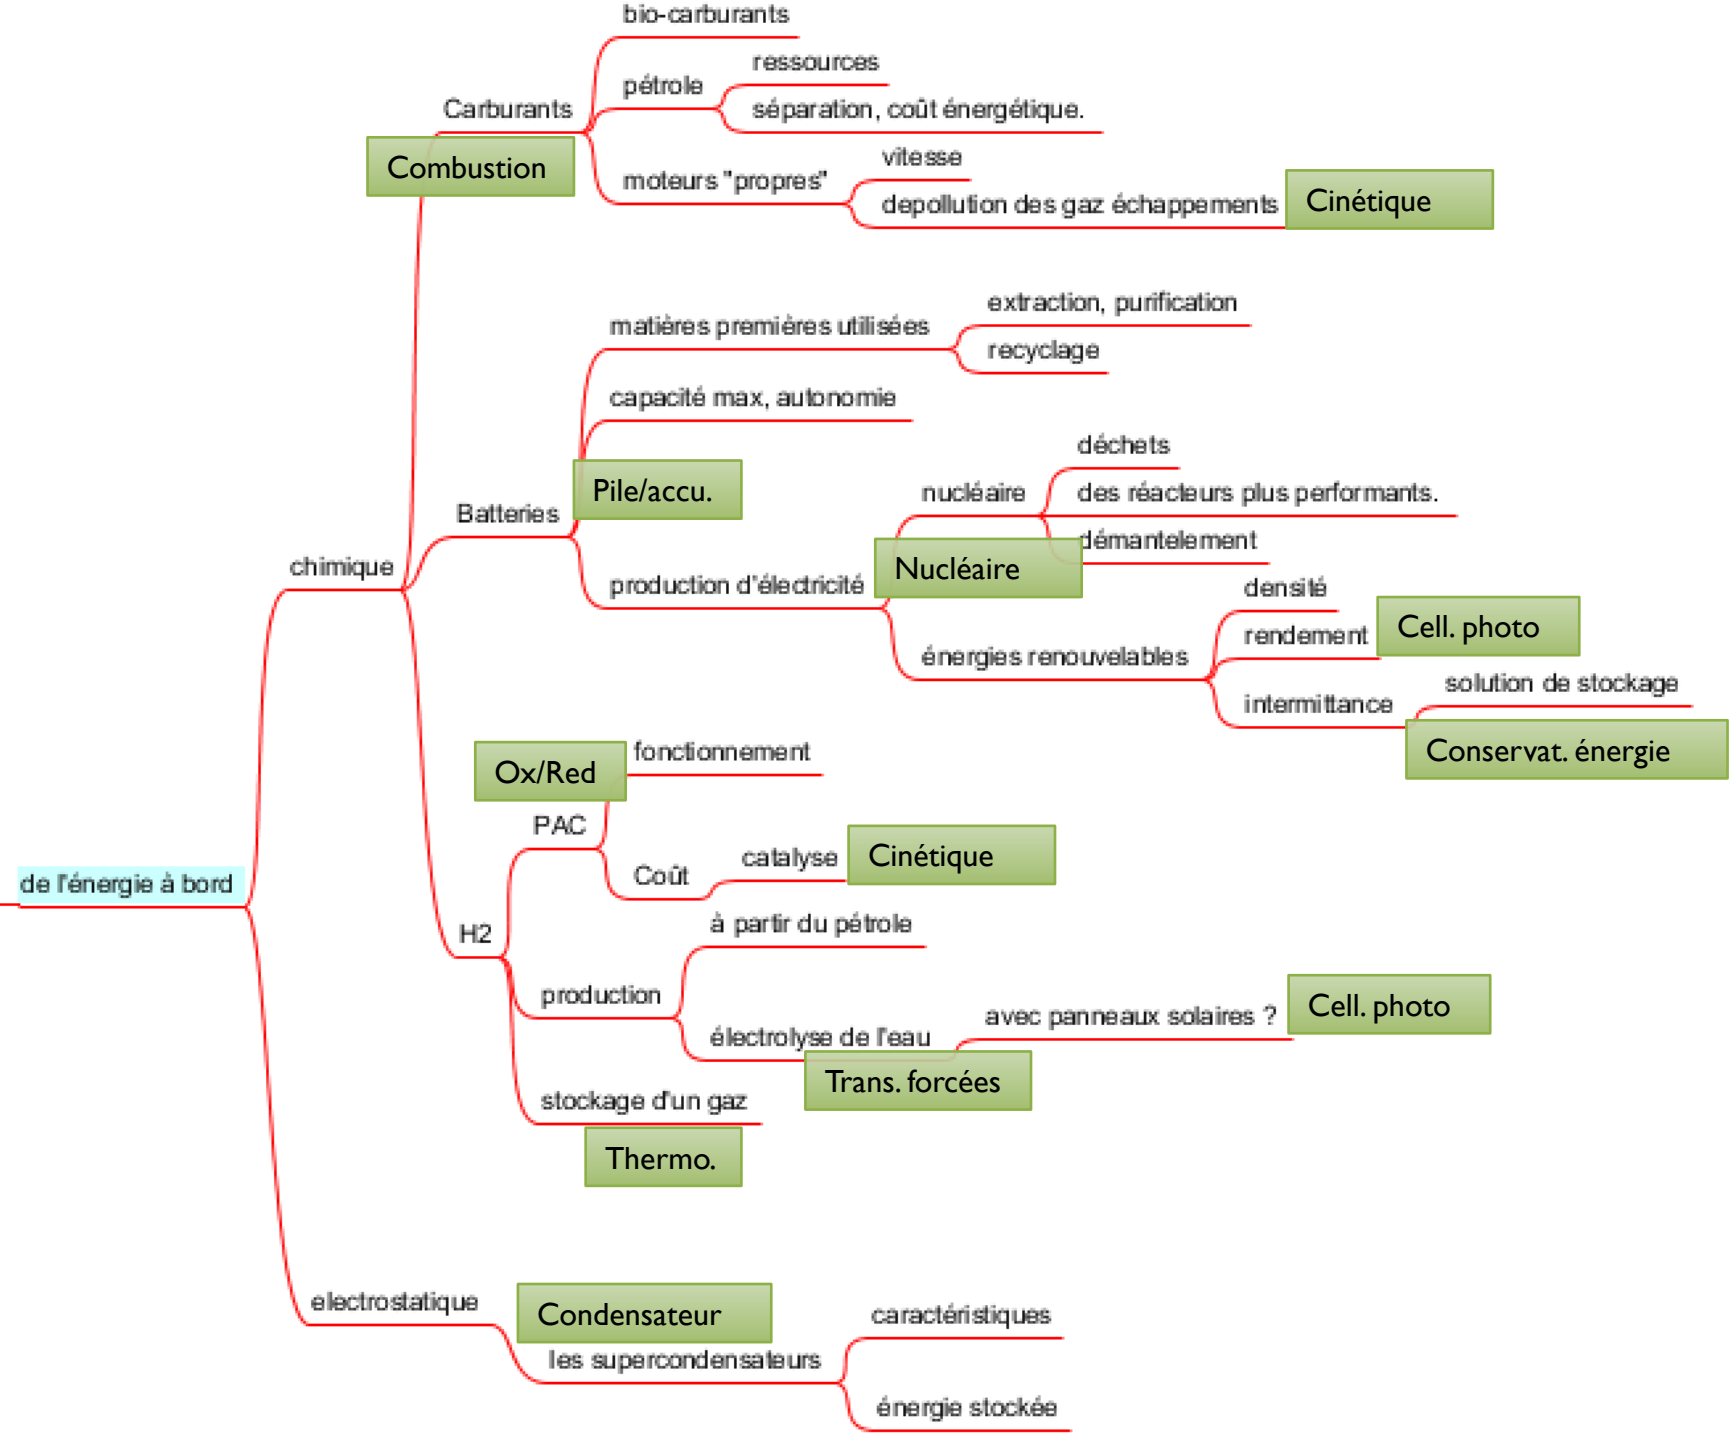 bio-carburants
ressources
pétrole
séparation, coût énergétique.
Carburants
Combustion
vitesse
moteurs "propres"
depollution des gaz échappements
Cinétique
extraction, purification
matières premières utilisées
recyclage
capacité max, autonomie
déchets
Pile/accu.
nucléaire
des réacteurs plus performants.
Batteries
démantelement
chimique
Nucléaire
production d'électricité
densité
Cell. photo
rendement
énergies renouvelables
solution de stockage
intermittance
Conservat. énergie
fonctionnement
Ox/Red
PAC
catalyse
Cinétique
Coût
de l'énergie à bord
à partir du pétrole
H2
production
Cell. photo
avec panneaux solaires ?
électrolyse de l'eau
Trans. forcées
stockage d'un gaz
Thermo.
electrostatique
Condensateur
caractéristiques
les supercondensateurs
énergie stockée